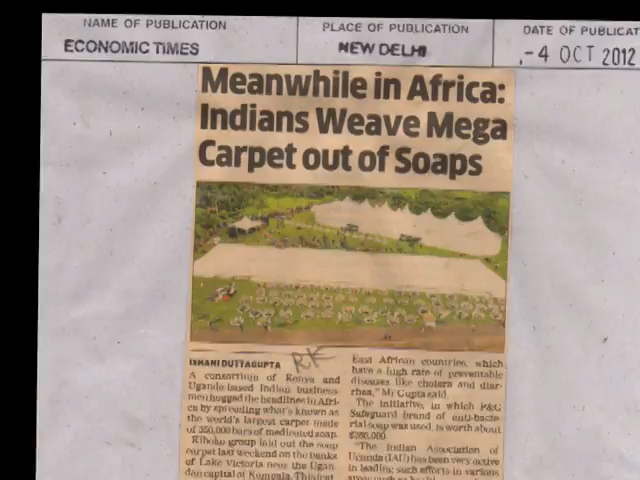 NAME OF PUBLICATION
PLACE OF PUBLICATION
DATE OF PUBLICAT
ECONOMIC TIMES
NEW DELHI
-4 OCT 2012
Meanwhile in Africa:
Indians Weave Mega
Carpet out of Soaps
RK
ISHANI DUTTAGUPTA
A consortium of Kenya and
Uganda based Indian business-
men hogged the headlines in Afri-
ca by spreading what's known as
the world's largest carpet made
of 350,000 bars of medicated soap.
Kiboko group laid out the soap
carpet last weekend on the banks
of Lake Victoria near the Ugan-
dan capital of Kampala. This feat
East African countries, which
have a high rate of preventable
diseases like cholera and diar-
rhea," Mr Gupta said.
The initiative, in which P&G
Safeguard brand of anti-bacte-
rial soap was used, is worth about
"The Indian Association of
Uganda (IAU) has been very active
in leading such efforts in various